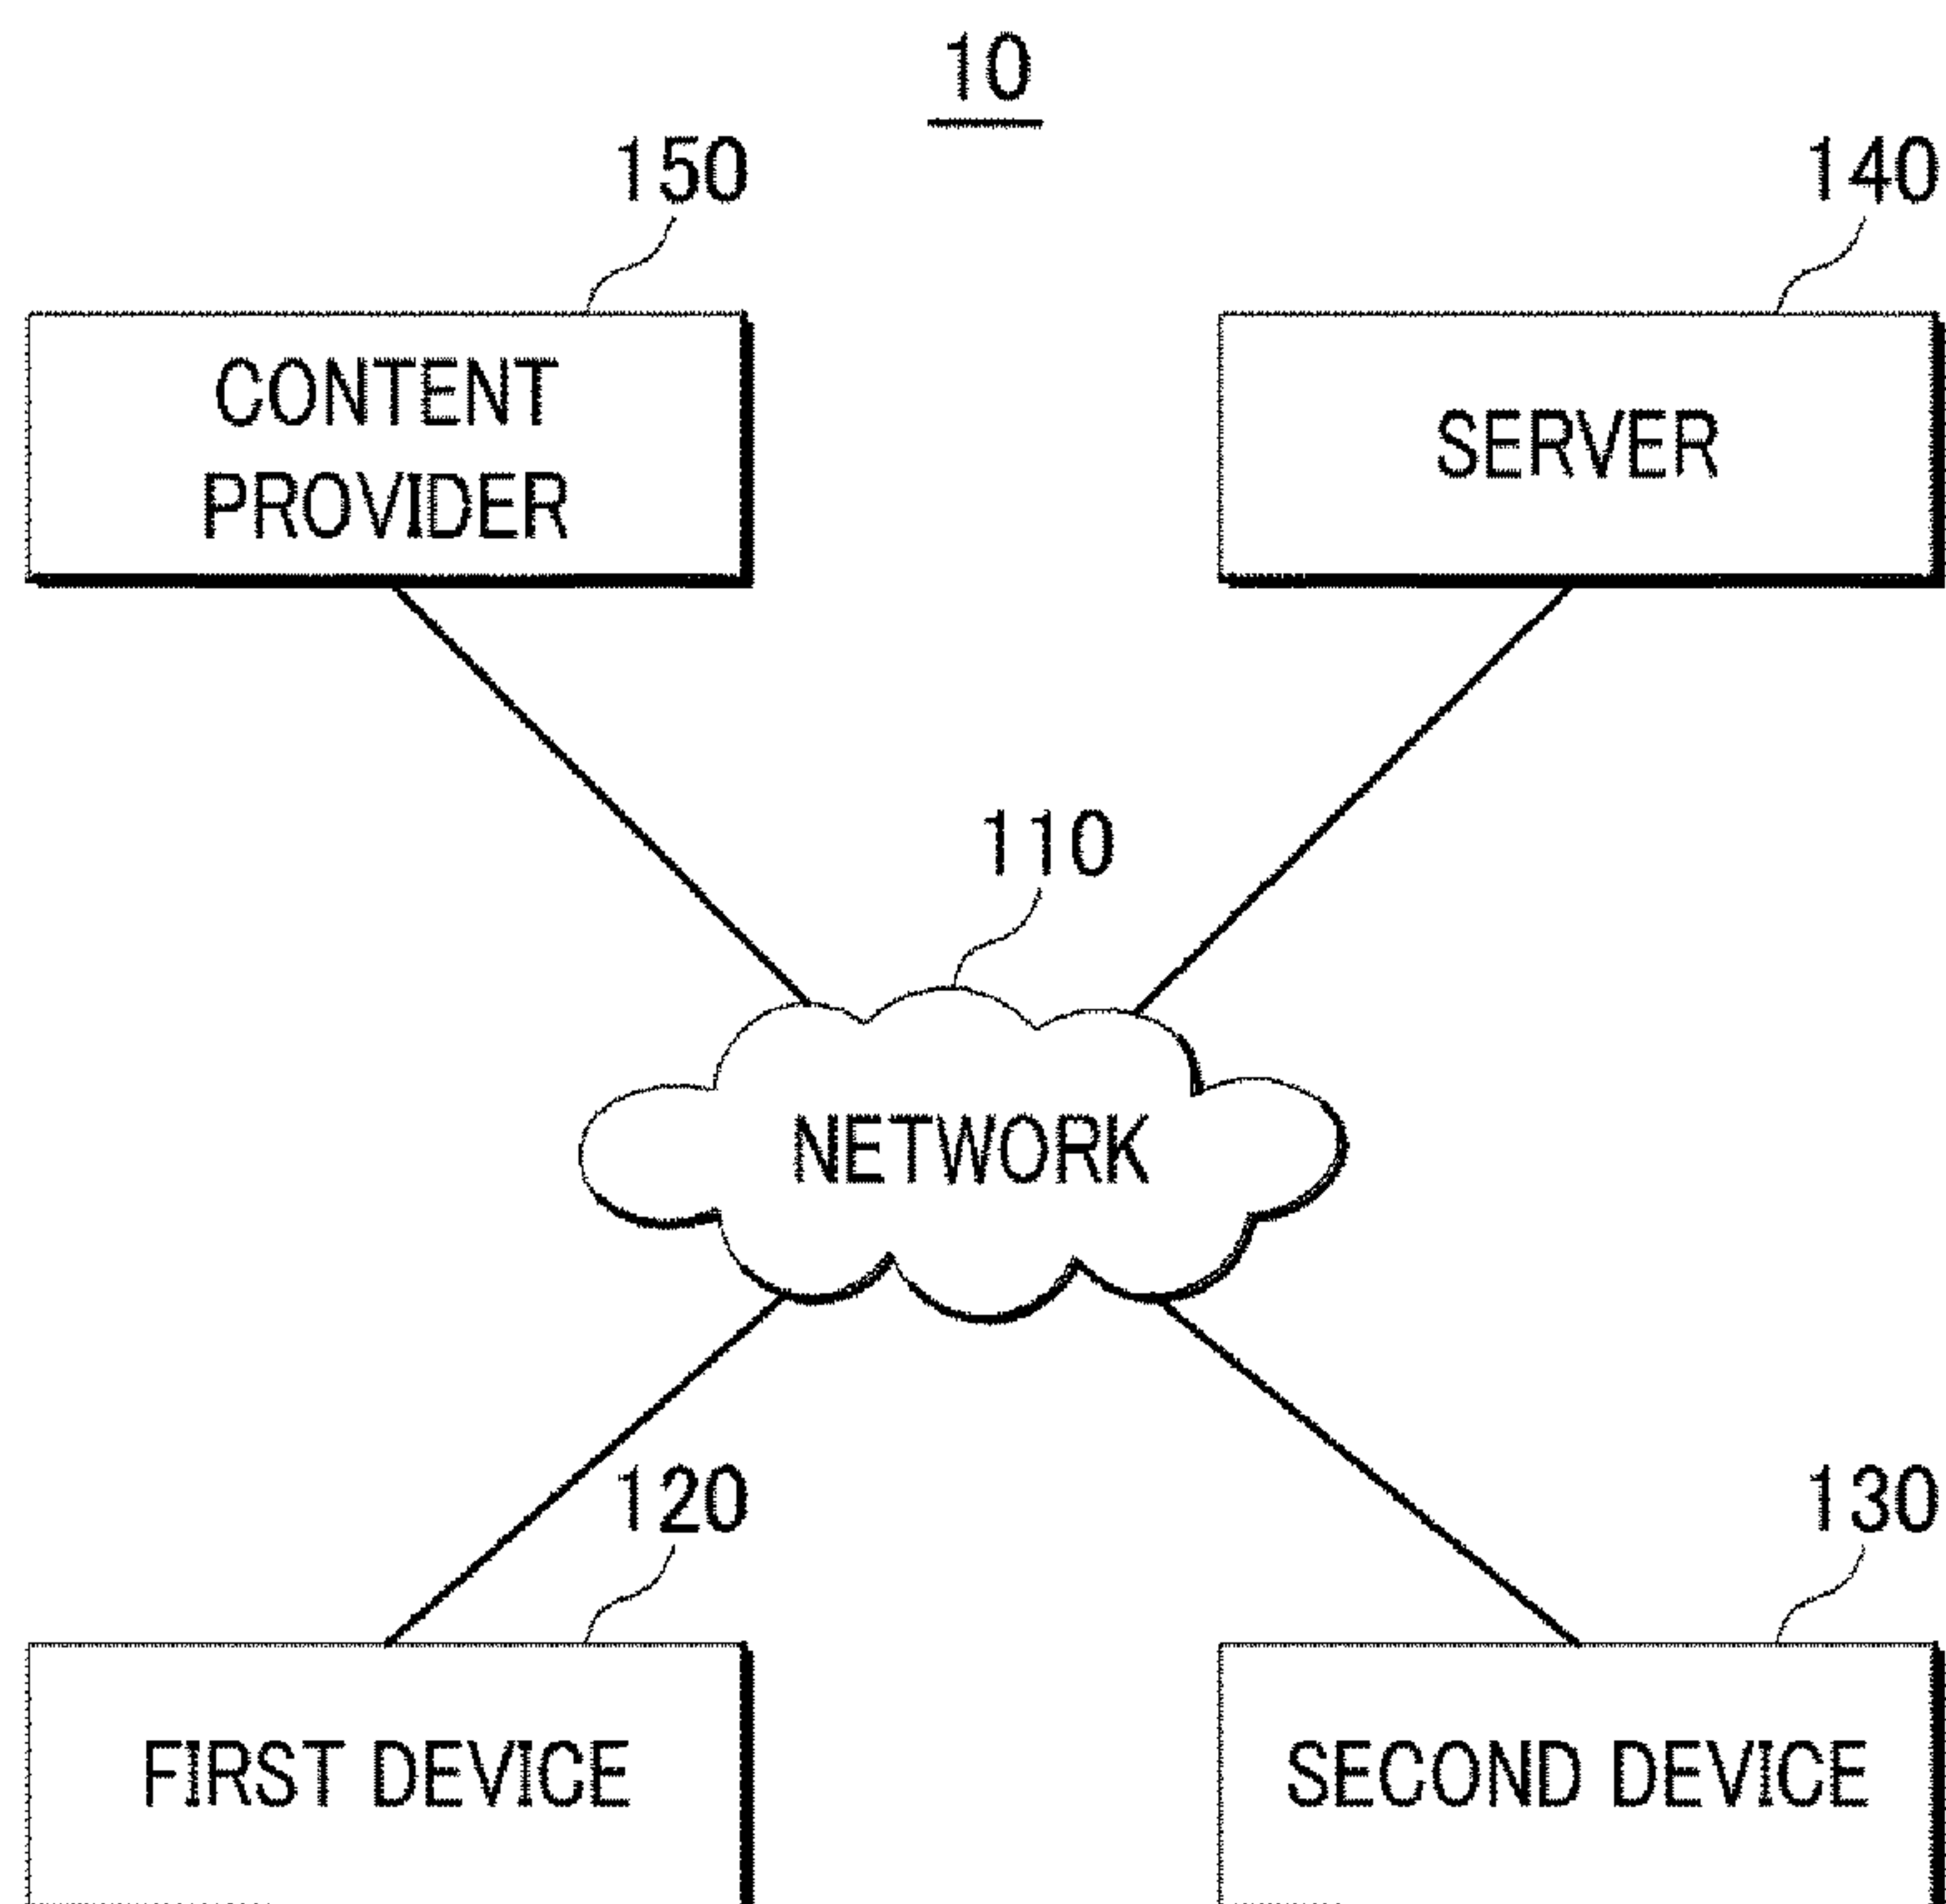 10
150
140
CONTENT
PROVIDER
SERVER
110
NETWORK
120
130
FIRST DEVICE
SECOND DEVICE